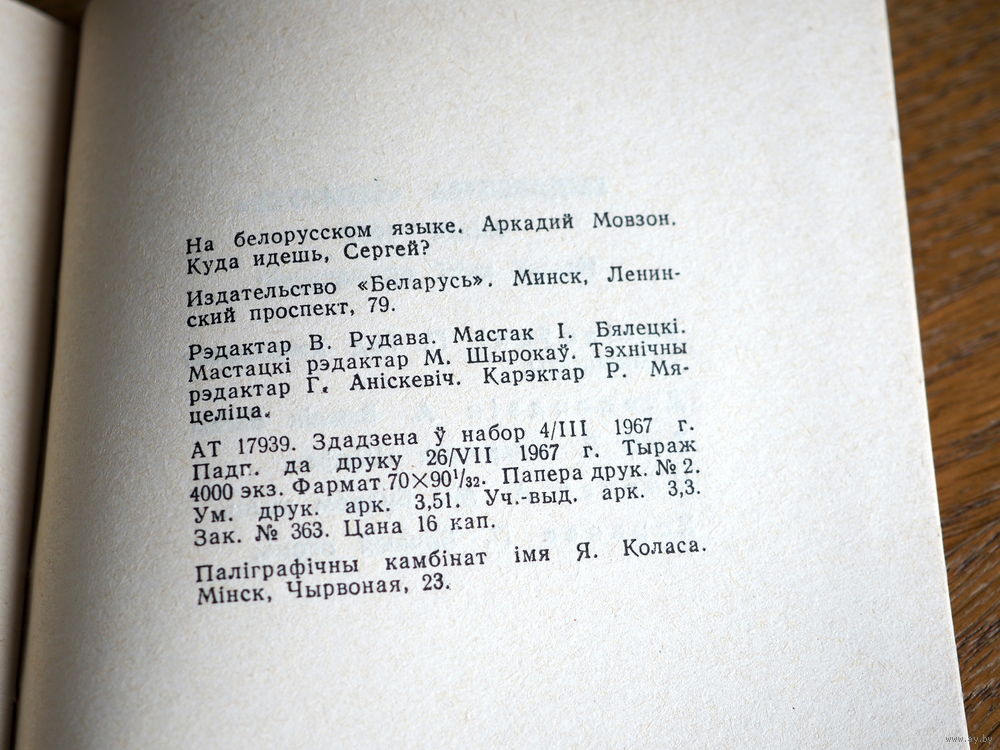 На белорусском языке. Аркадий Мовзон.
Куда идешь, Сергей?
Издательство «Беларусь». Минск, Ленин-
ский проспект, 79.
Рэдактар В. Рудава. Мастак І. Бялецкі.
Мастацкі рэдактар М. Шырокаў. Тэхнічны
рэдактар Г. Аніскевіч. Карэктар Р. Мя-
целіца.
АТ 17939. Здадзена ў набор 4/III 1967 г.
Падп. да друку 26/VII 1967 г. Тыраж
4000 экз. Фармат 70×90¹/₃₂. Папера друк. № 2.
Ум. друк. арк. 3,51. Уч.-выд. арк. 3,3.
Зак. № 363. Цана 16 кап.
Паліграфічны камбінат імя Я. Коласа.
Мінск, Чырвоная, 23.
www.ay.by